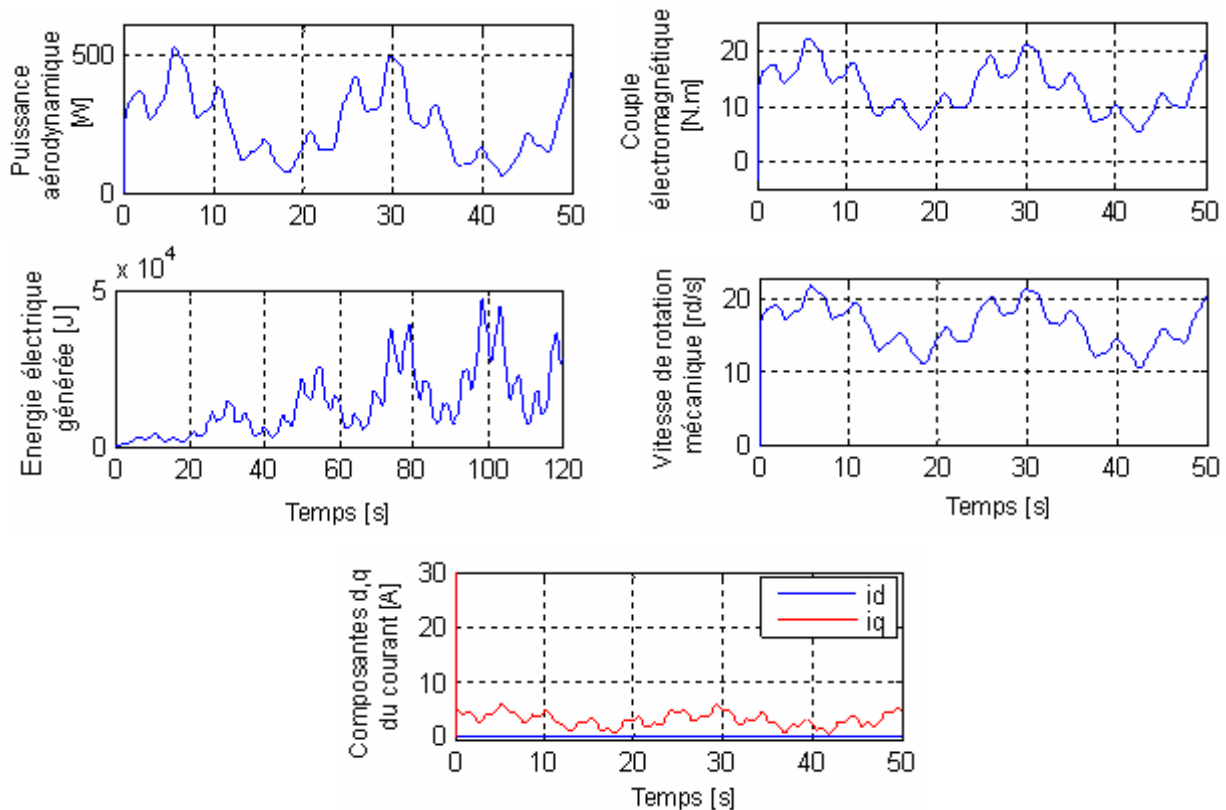 Puissance
aérodynamique
[W]
500
0
0 10 20 30 40 50
Couple
électromagnétique
[N.m]
20
10
0
0 10 20 30 40 50
Energie électrique
générée [J]
x 10^4
5
0
0 20 40 60 80 100 120
Temps [s]
Vitesse de rotation
mécanique [rd/s]
20
10
0
0 10 20 30 40 50
Temps [s]
Composantes d,q
du courant [A]
30
20
10
0
0 10 20 30 40 50
Temps [s]
id
iq